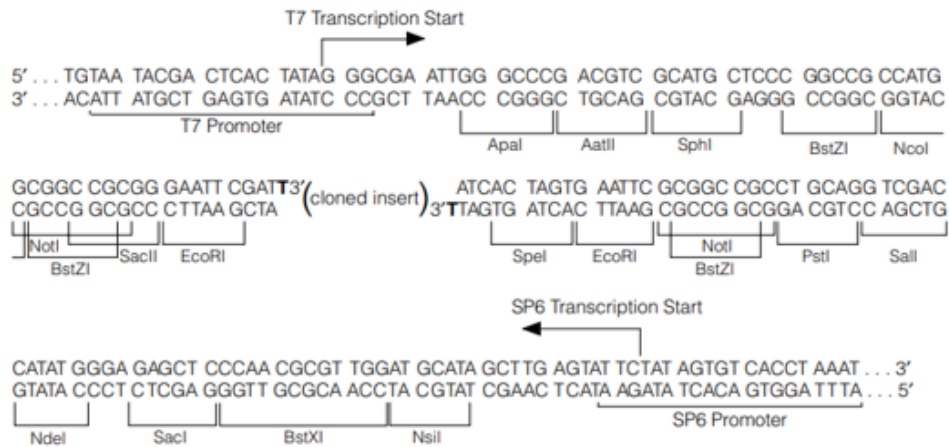 T7 Transcription Start
5′ . . . TGTAA TACGA CTCACT TATAG GGCGA ATTGG GCCCG ACGTC GCATG CTCCC GGCCG CCATG
3′ . . . ACATT ATGCT GAGTG ATATC CCGCTT TAACC CGGGC TGCAG CGTAC GAGGG CCGGC GGTAC
T7 Promoter
ApaI AatII SphI BstZI NcoI
GCGGC CGCGG GAATT CGATT3′ (cloned insert) ATCAC TAGTG AATTC GCGGC CGCCT GCAGG TCGAC
CGCCG GCGCC CTTAA GCTA 3′TTAGTG ATCAC TTAAG CGCCG GCGGA CGTCC AGCTG
NotI SacII EcoRI SpeI EcoRI NotI PstI SalI
BstZI BstZI
SP6 Transcription Start
CATAT GGGA GAGCT CCCAA CGCGT TGGAT GCATA GCTTG AGTAT TCTAT AGTGT CACCT AAAT . . . 3′
GTATA CCCT CTCGA GGGTT GCGCA ACCTA CGTAT CGAAC TCATA AGATA TCACA GTGGA TTTA . . . 5′
NdeI SacI BstXI NsiI
SP6 Promoter